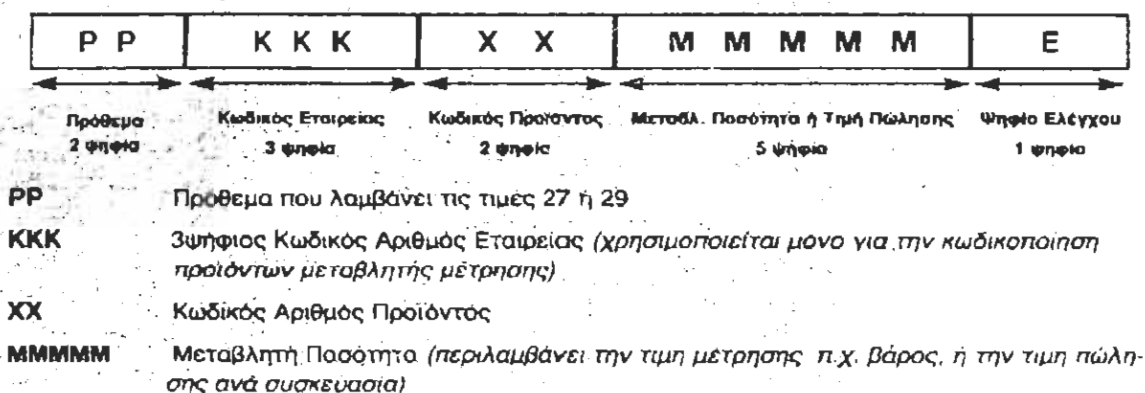 P P K K K X X M M M M M E
Πρόθεμα Κωδικός Εταιρείας Κωδικός Προϊόντος Μεταβλ. Ποσότητα ή Τιμή Πώλησης Ψηφίο Ελέγχου
2 ψηφία 3 ψηφία 2 ψηφία 5 ψήφία 1 ψηφίο
PP Πρόθεμα που λαμβάνει τις τιμές 27 ή 29
KKK 3ψήφιος Κωδικός Αριθμός Εταιρείας (χρησιμοποιείται μόνο για την κωδικοποίηση
προϊόντων μεταβλητής μέτρησης)
XX Κωδικός Αριθμός Προϊόντος
MMMMM Μεταβλητή Ποσότητα (περιλαμβάνει την τιμη μέτρησης π.χ. βάρος, ή την τιμη πώλη-
σης ανά συσκευασία)